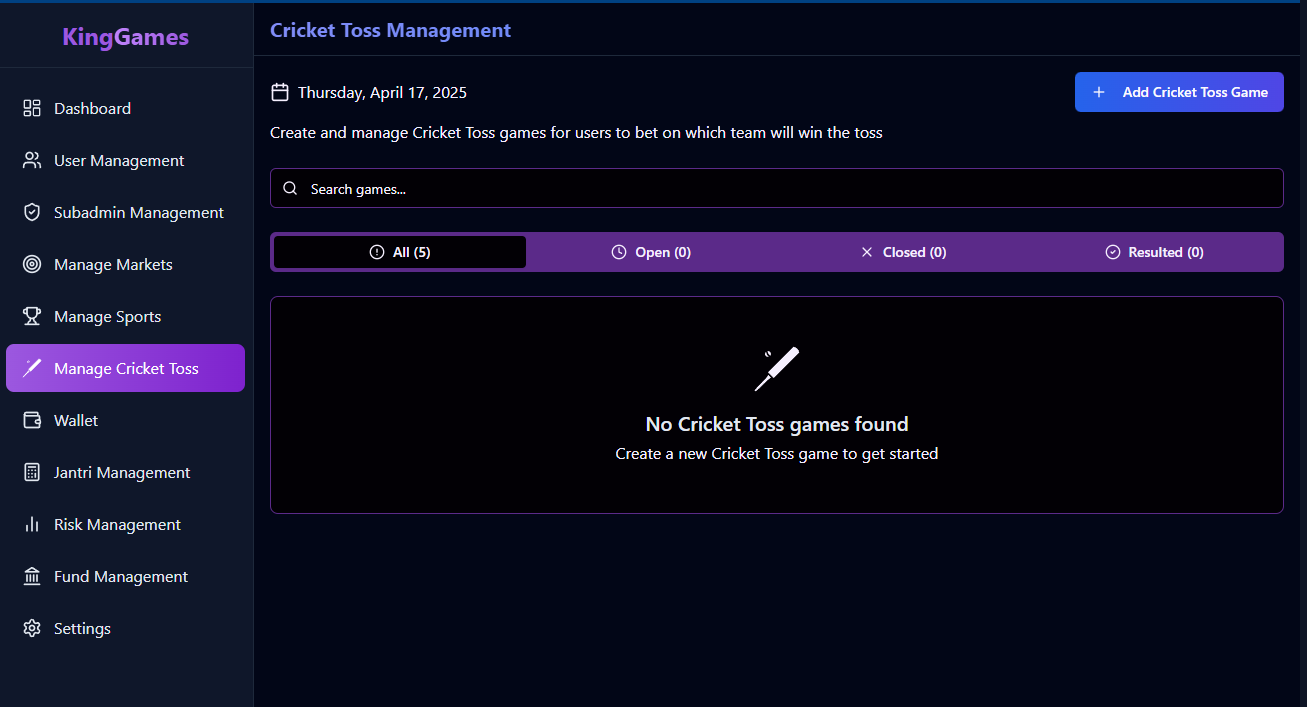 KingGames
Dashboard
User Management
Subadmin Management
Manage Markets
Manage Sports
Manage Cricket Toss
Wallet
Jantri Management
Risk Management
Fund Management
Settings
Cricket Toss Management
Thursday, April 17, 2025
Add Cricket Toss Game
Create and manage Cricket Toss games for users to bet on which team will win the toss
Search games...
All (5) Open (0) Closed (0) Resulted (0)
No Cricket Toss games found
Create a new Cricket Toss game to get started